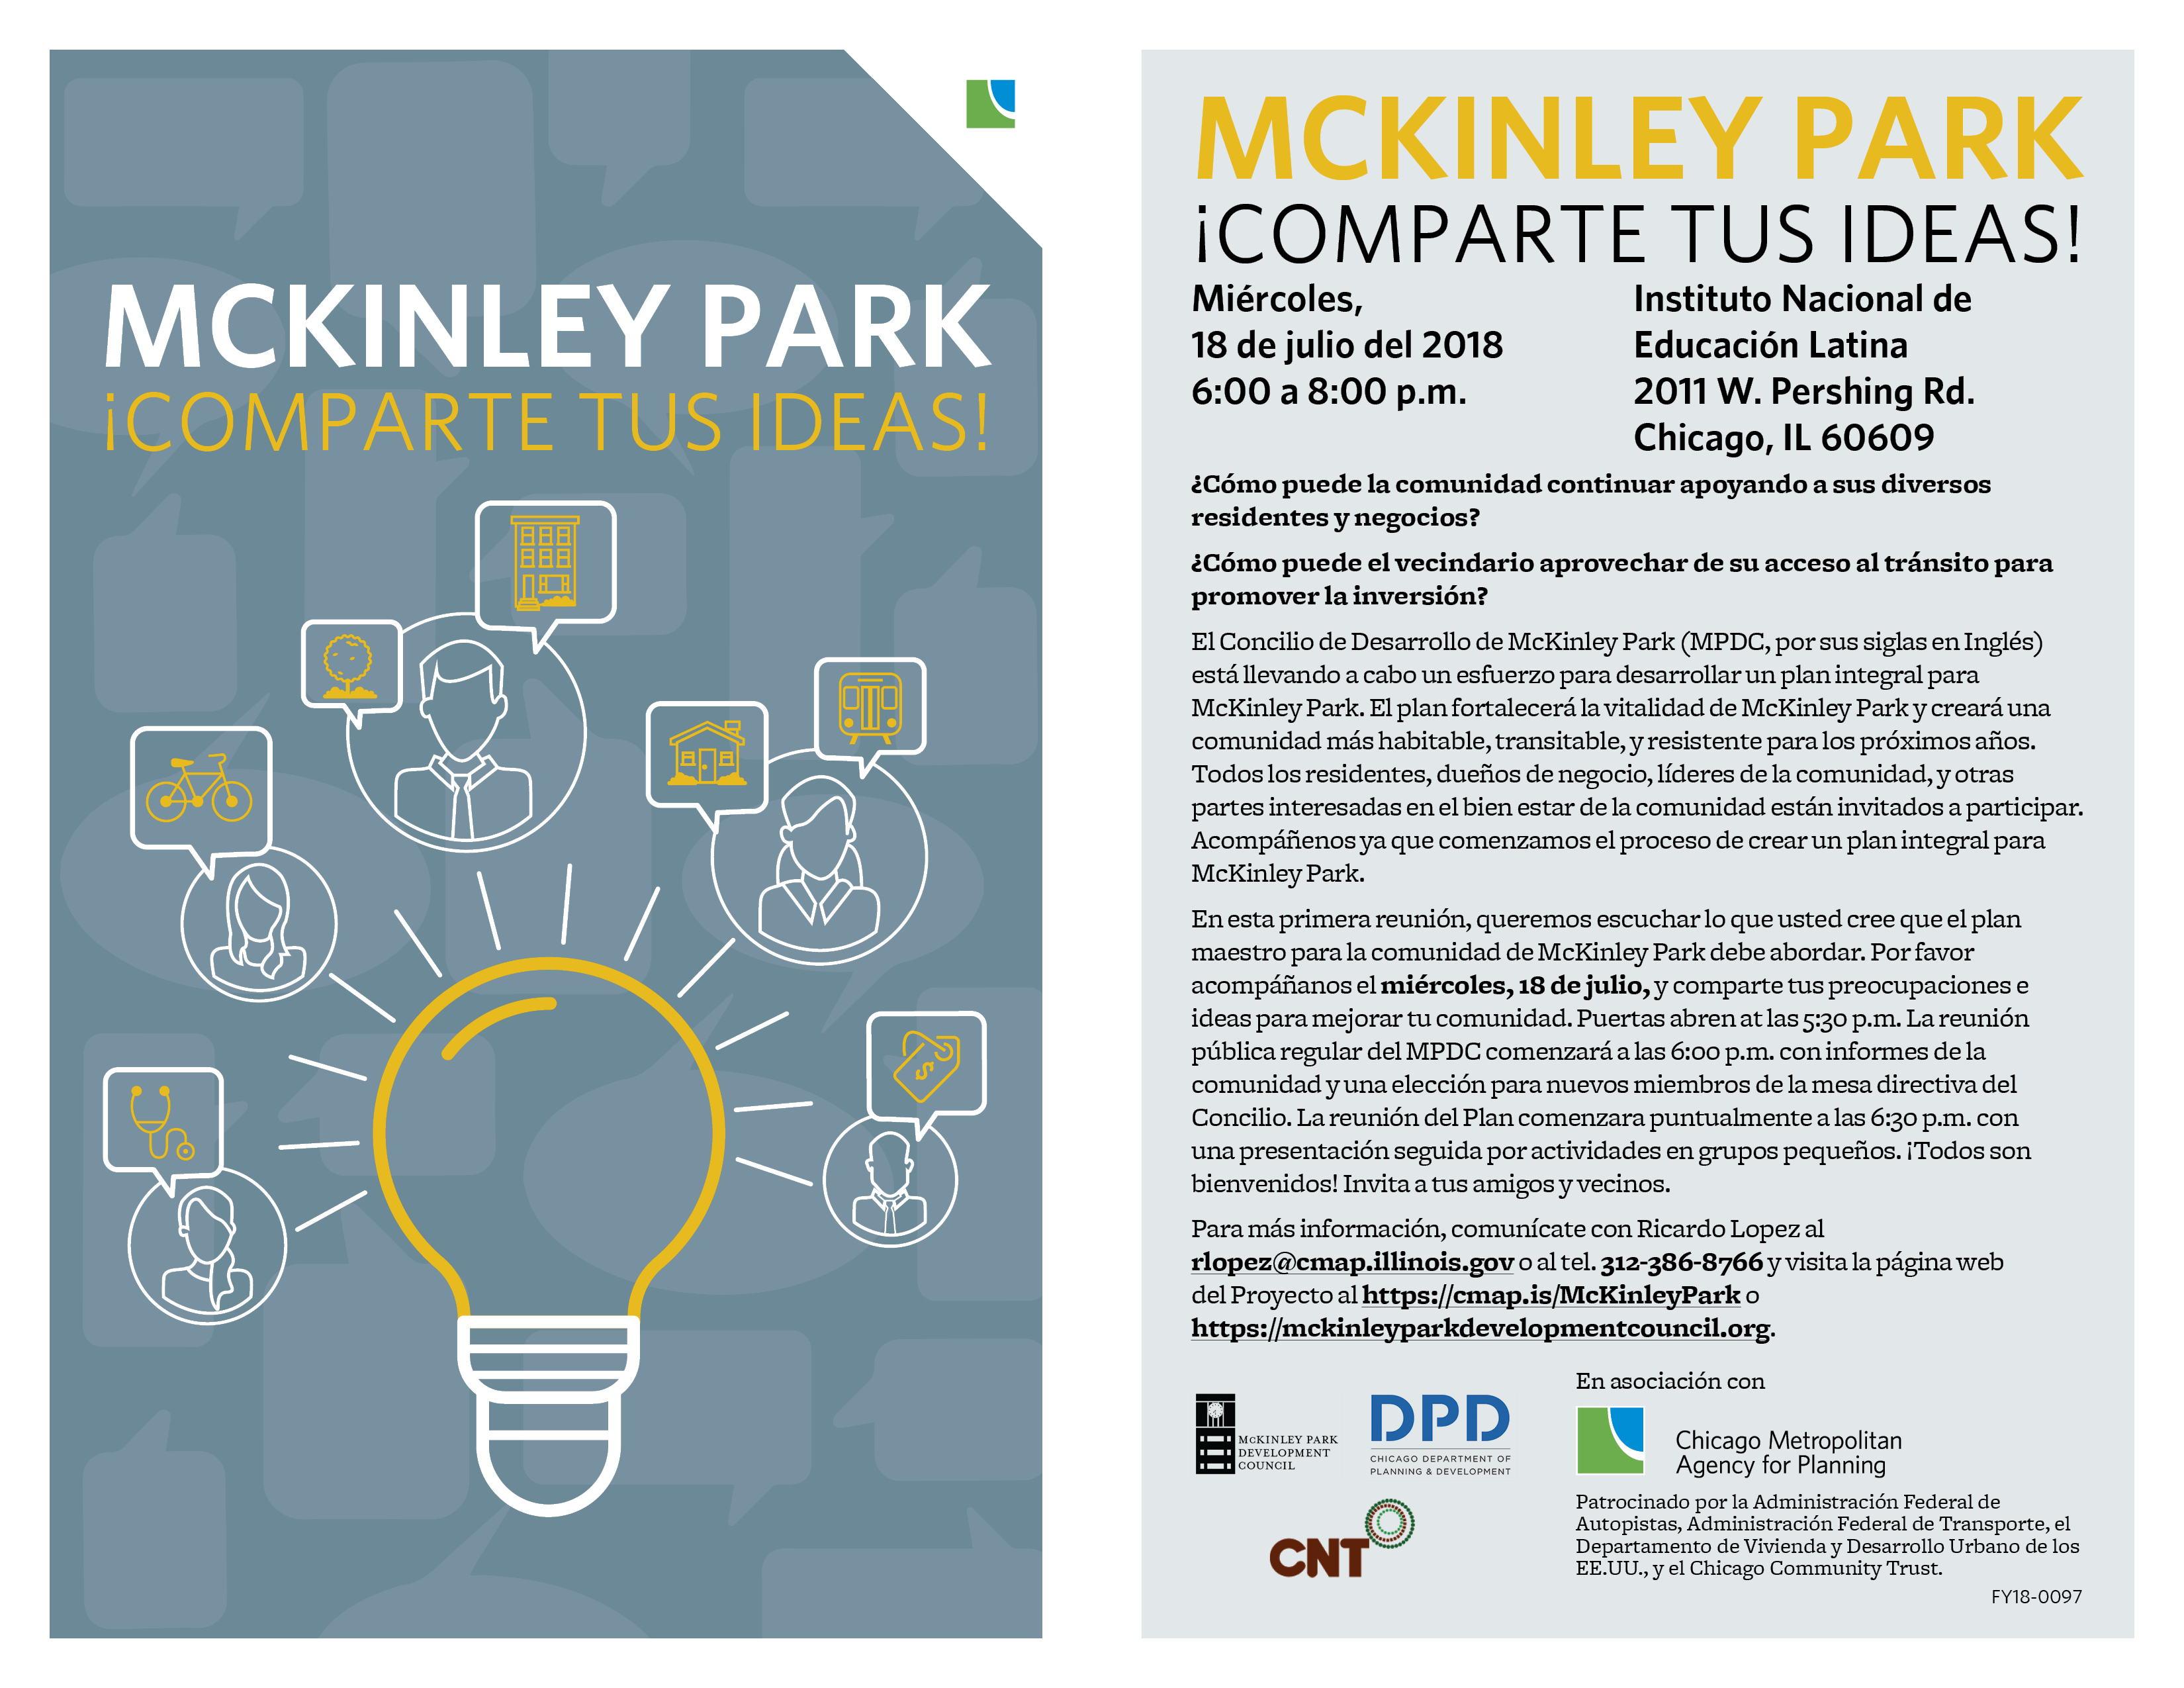 MCKINLEY PARK
¡COMPARTE TUS IDEAS!
$
MCKINLEY PARK
¡COMPARTE TUS IDEAS!
Miércoles,
18 de julio del 2018
6:00 a 8:00 p.m.
Instituto Nacional de
Educación Latina
2011 W. Pershing Rd.
Chicago, IL 60609
¿Cómo puede la comunidad continuar apoyando a sus diversos
residentes y negocios?
¿Cómo puede el vecindario aprovechar de su acceso al tránsito para
promover la inversión?
El Concilio de Desarrollo de McKinley Park (MPDC, por sus siglas en Inglés)
está llevando a cabo un esfuerzo para desarrollar un plan integral para
McKinley Park. El plan fortalecerá la vitalidad de McKinley Park y creará una
comunidad más habitable, transitable, y resistente para los próximos años.
Todos los residentes, dueños de negocio, líderes de la comunidad, y otras
partes interesadas en el bien estar de la comunidad están invitados a participar.
Acompáñenos ya que comenzamos el proceso de crear un plan integral para
McKinley Park.
En esta primera reunión, queremos escuchar lo que usted cree que el plan
maestro para la comunidad de McKinley Park debe abordar. Por favor
acompáñanos el miércoles, 18 de julio, y comparte tus preocupaciones e
ideas para mejorar tu comunidad. Puertas abren at las 5:30 p.m. La reunión
pública regular del MPDC comenzará a las 6:00 p.m. con informes de la
comunidad y una elección para nuevos miembros de la mesa directiva del
Concilio. La reunión del Plan comenzara puntualmente a las 6:30 p.m. con
una presentación seguida por actividades en grupos pequeños. ¡Todos son
bienvenidos! Invita a tus amigos y vecinos.
Para más información, comunícate con Ricardo Lopez al
rlopez@cmap.illinois.gov o al tel. 312-386-8766 y visita la página web
del Proyecto al https://cmap.is/McKinleyPark o
https://mckinleyparkdevelopmentcouncil.org.
McKINLEY PARK
DEVELOPMENT
COUNCIL
DPD
CHICAGO DEPARTMENT OF
PLANNING & DEVELOPMENT
CNT
En asociación con
Chicago Metropolitan
Agency for Planning
Patrocinado por la Administración Federal de
Autopistas, Administración Federal de Transporte, el
Departamento de Vivienda y Desarrollo Urbano de los
EE.UU., y el Chicago Community Trust.
FY18-0097